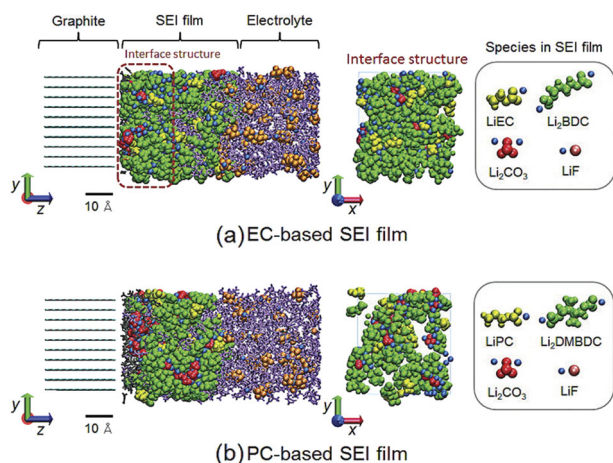 Graphite SEI film Electrolyte
Interface structure
Interface structure
Species in SEI film
LiEC Li₂BDC
Li₂CO₃ LiF
y
z
10 Å
y
x
(a) EC-based SEI film
LiPC Li₂DMBDC
Li₂CO₃ LiF
y
z
10 Å
y
x
(b) PC-based SEI film